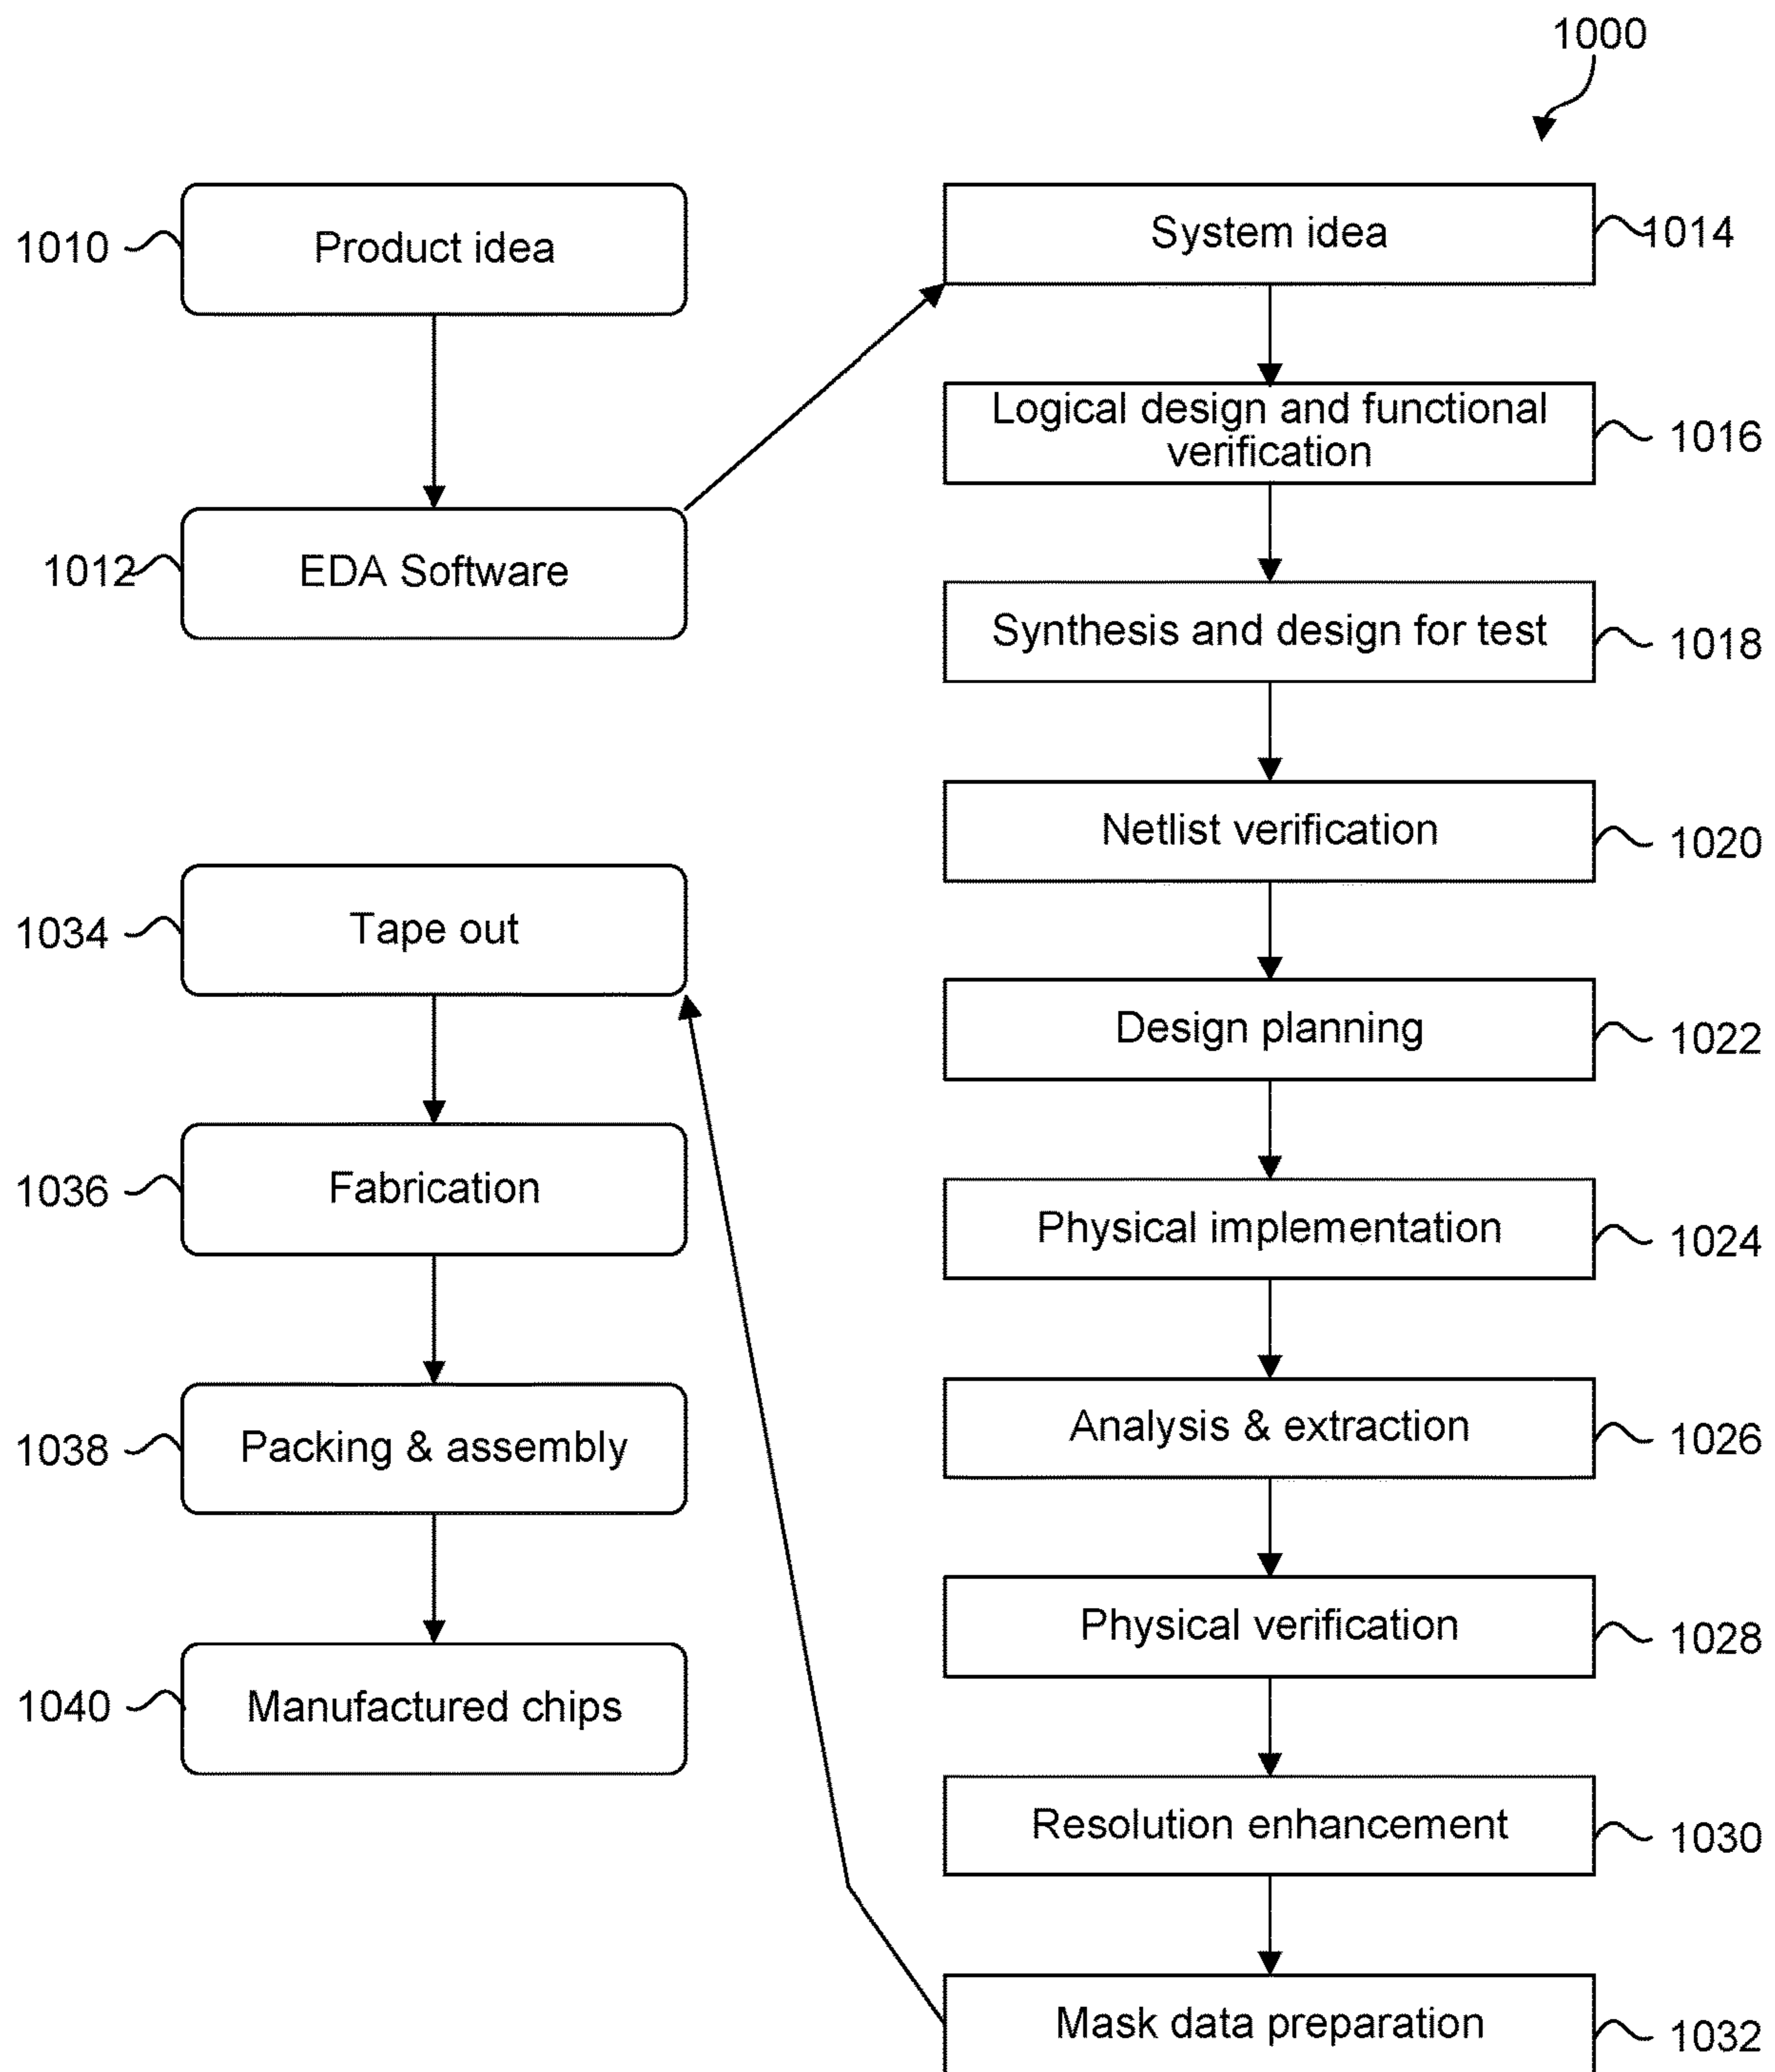 1000
1010
Product idea
1012
EDA Software
System idea
1014
Logical design and functional
verification
1016
Synthesis and design for test
1018
Netlist verification
1020
Design planning
1022
Physical implementation
1024
Analysis & extraction
1026
Physical verification
1028
Resolution enhancement
1030
Mask data preparation
1032
1034
Tape out
1036
Fabrication
1038
Packing & assembly
1040
Manufactured chips